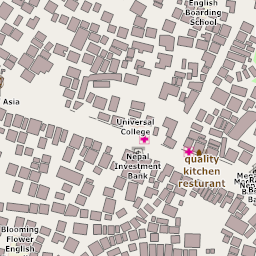 English
Boarding
School
P
Asia
Universal
College
Nepal
Investment
Bank
quality
kitchen
resturant
Blooming
Flower
English